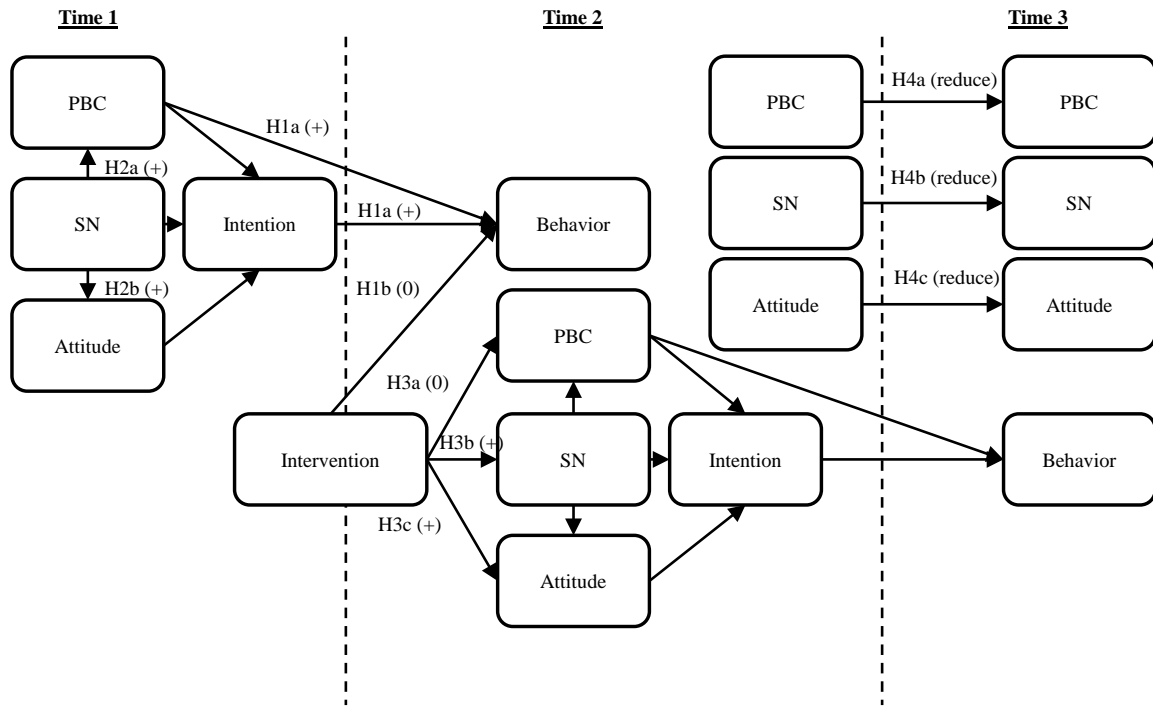 Time 1
Time 2
Time 3
PBC
H1a (+)
H2a (+)
SN
Intention
H1a (+)
H2b (+)
Attitude
Behavior
H1b (0)
PBC
H4a (reduce)
PBC
SN
H4b (reduce)
SN
Attitude
H4c (reduce)
Attitude
Intervention
H3a (0)
H3b (+)
H3c (+)
PBC
SN
Intention
Attitude
Behavior